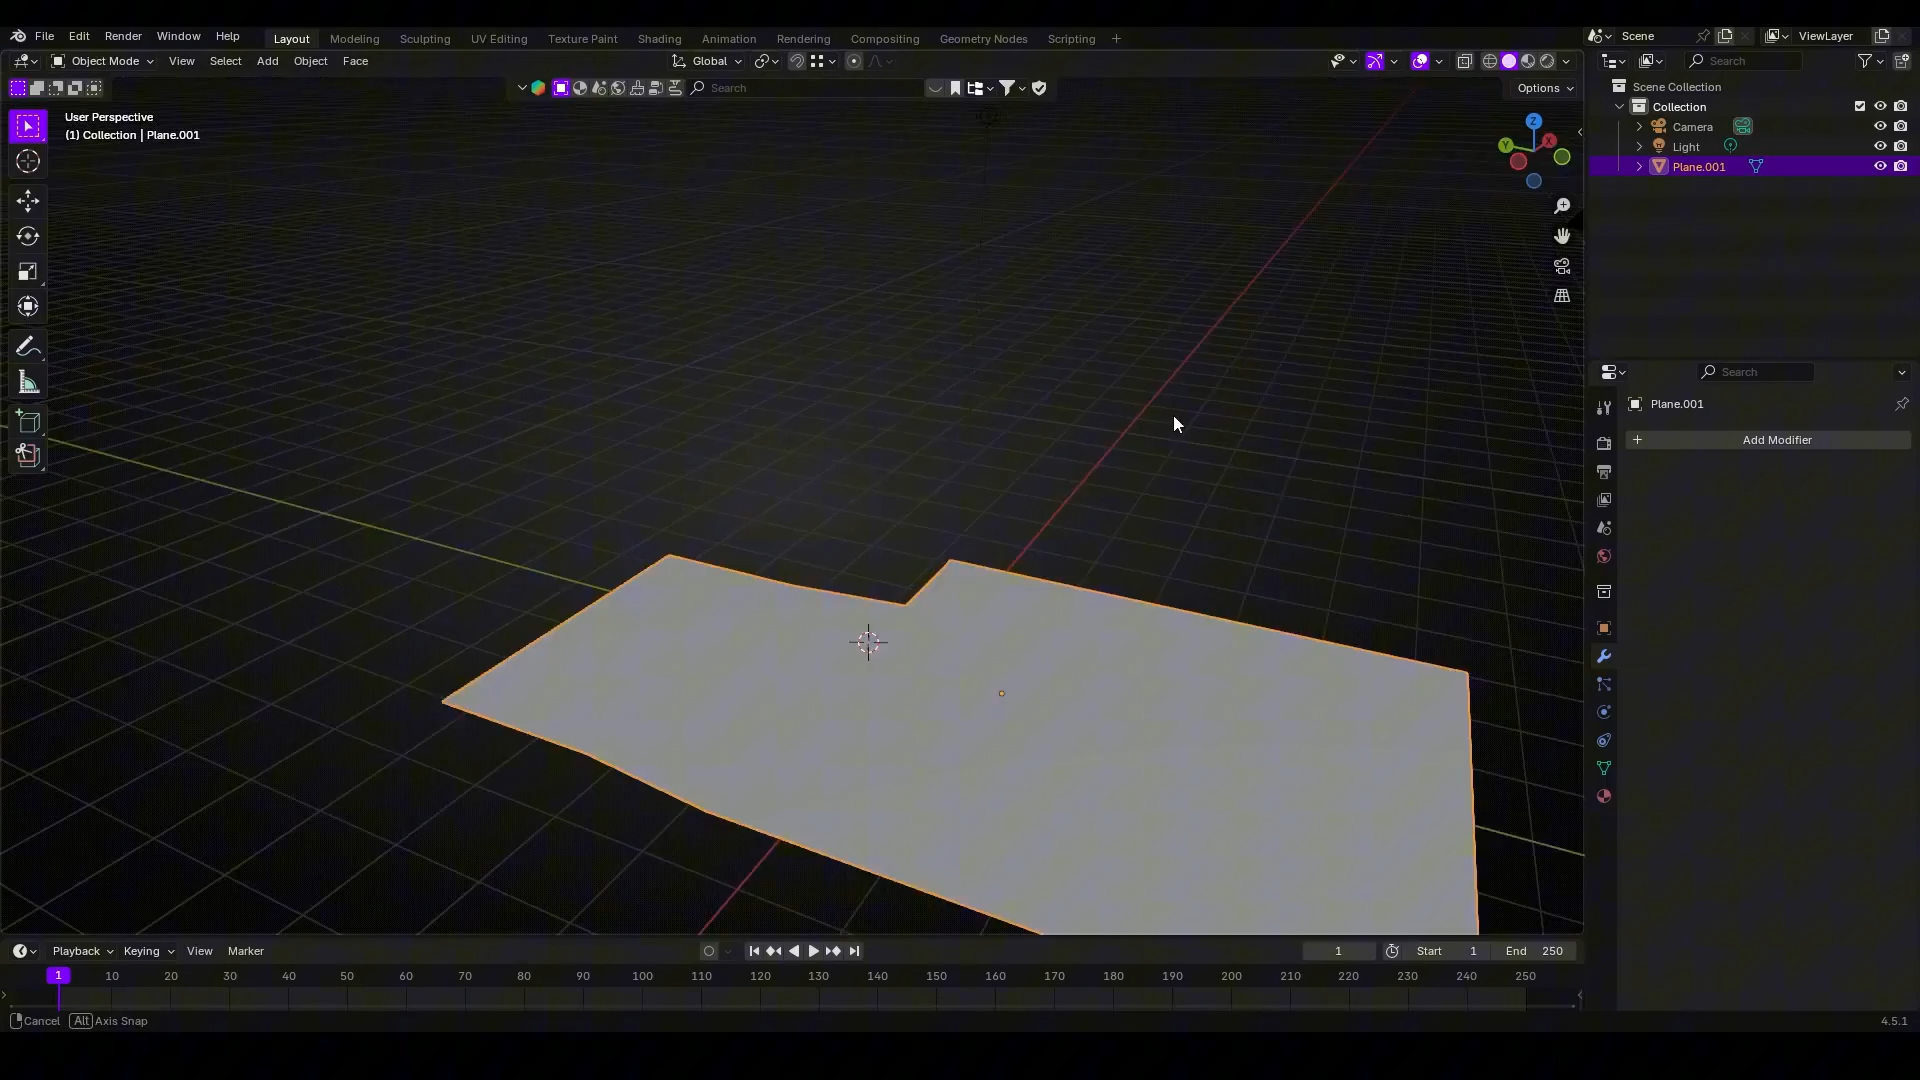 File Edit Render Window Help Layout Modeling Sculpting UV Editing Texture Paint Shading Animation Rendering Compositing Geometry Nodes Scripting + Scene ViewLayer
Object Mode View Select Add Object Face Global Search
Search Options
User Perspective
(1) Collection | Plane.001
Z
Y
X
Scene Collection
Collection
Camera
Light
Plane.001
Search
Plane.001
+ Add Modifier
Playback Keying View Marker 1 Start 1 End 250
1 10 20 30 40 50 60 70 80 90 100 110 120 130 140 150 160 170 180 190 200 210 220 230 240 250
Cancel Alt Axis Snap 4.5.1